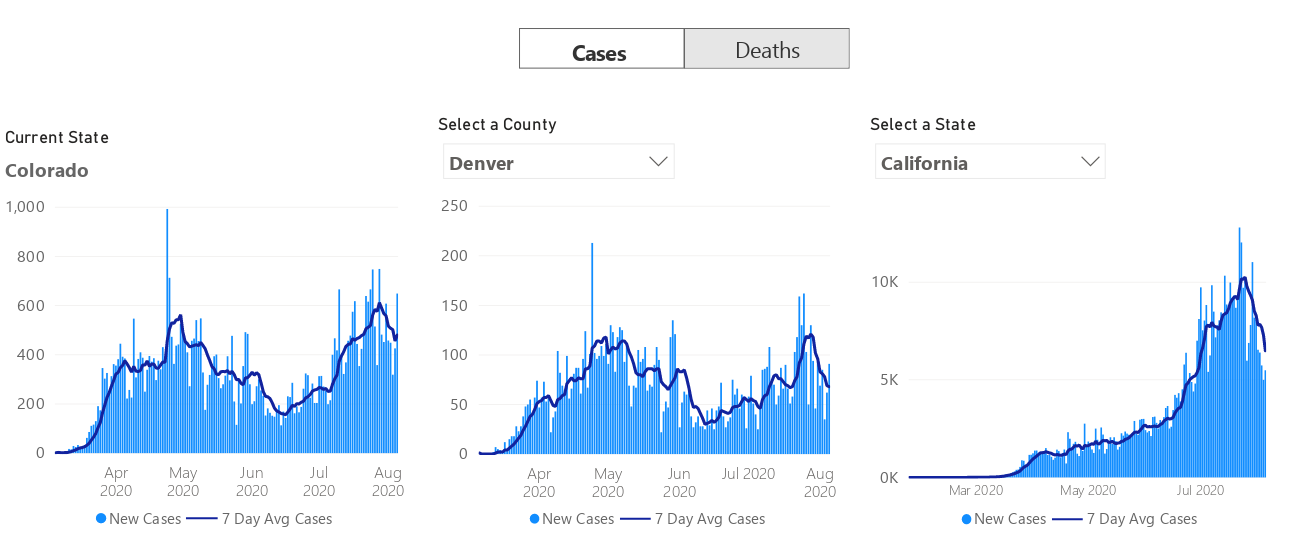 Cases Deaths
Current State
Colorado
1,000
800
600
400
200
0
Apr May Jun Jul Aug
2020 2020 2020 2020 2020
New Cases 7 Day Avg Cases
Select a County
Denver
250
200
150
100
50
0
Apr May Jun Jul 2020 Aug
2020 2020 2020 2020
New Cases 7 Day Avg Cases
Select a State
California
10K
5K
0K
Mar 2020 May 2020 Jul 2020
New Cases 7 Day Avg Cases